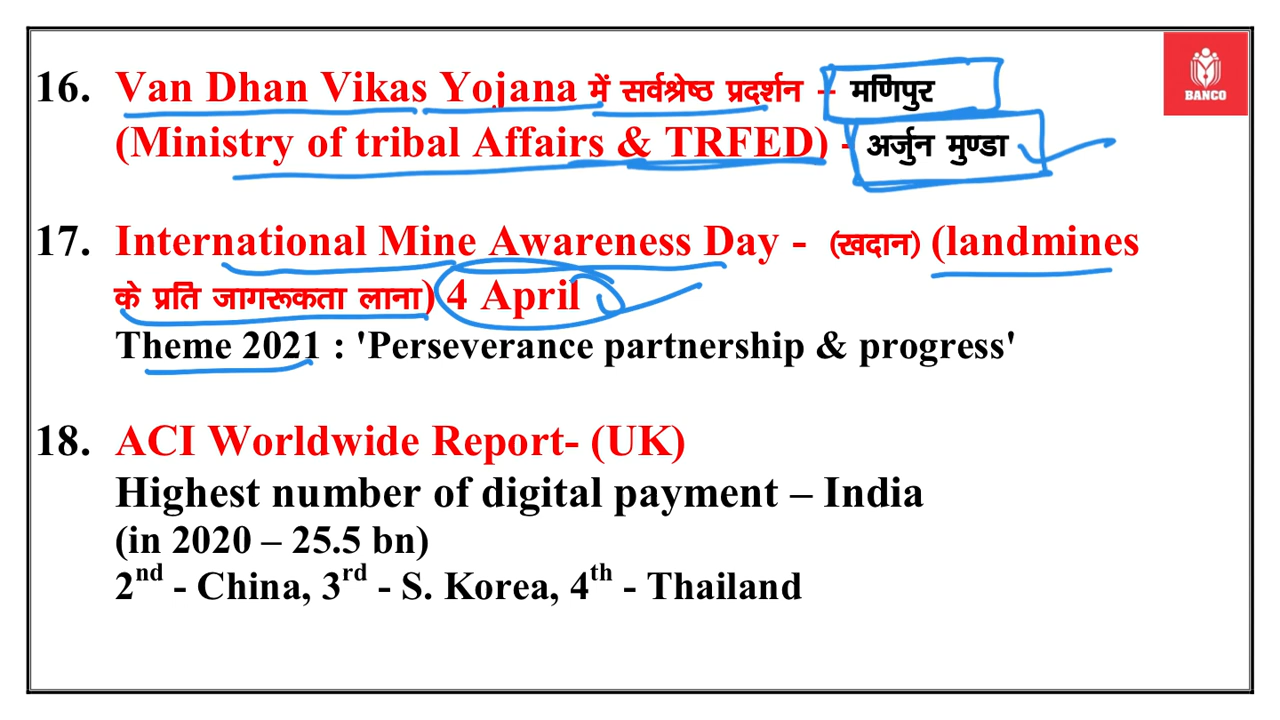 BANCO
16. Van Dhan Vikas Yojana में सर्वश्रेष्ठ प्रदर्शन - मणिपुर
(Ministry of tribal Affairs & TRFED) - अर्जुन मुण्डा
17. International Mine Awareness Day - (खदान) (landmines
के प्रति जागरूकता लाना) 4 April
Theme 2021 : 'Perseverance partnership & progress'
18. ACI Worldwide Report- (UK)
Highest number of digital payment – India
(in 2020 – 25.5 bn)
2nd - China, 3rd - S. Korea, 4th - Thailand